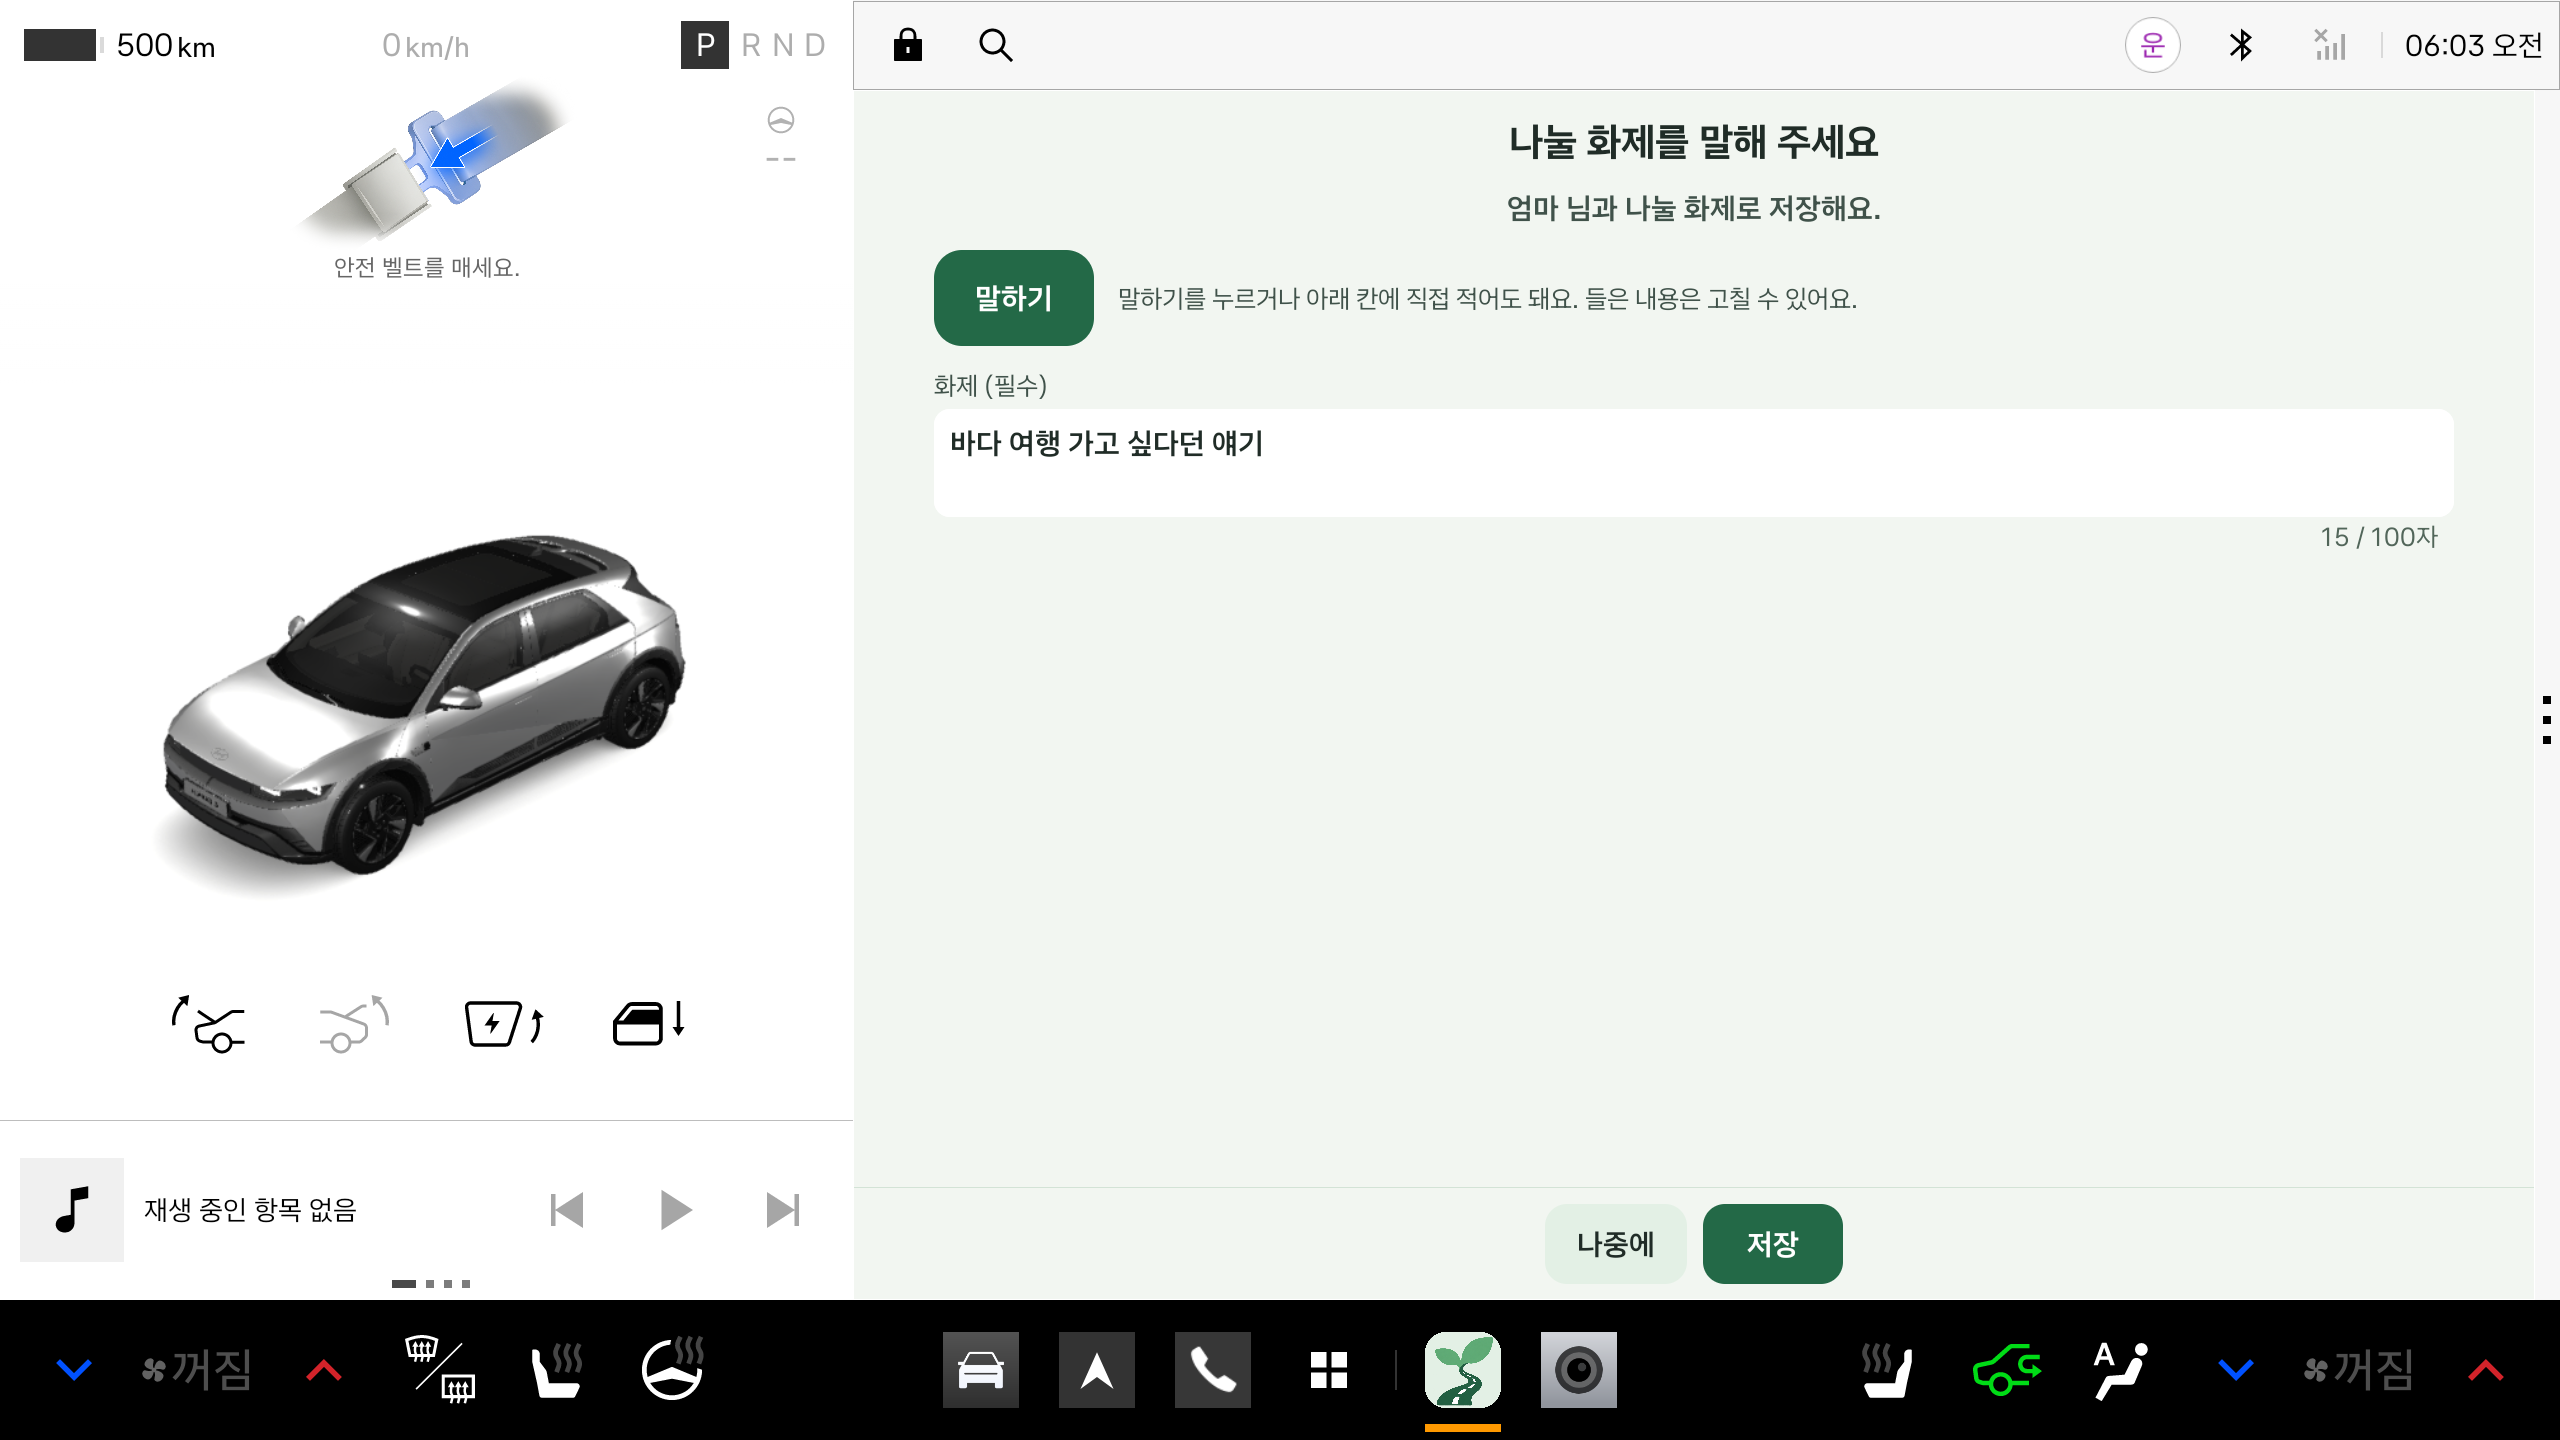 500 km
0 km/h
P R N D
운
06:03 오전
안전 벨트를 매세요.
나눌 화제를 말해 주세요
엄마 님과 나눌 화제로 저장해요.
말하기
말하기를 누르거나 아래 칸에 직접 적어도 돼요. 들은 내용은 고칠 수 있어요.
화제 (필수)
바다 여행 가고 싶다던 얘기
15 / 100자
재생 중인 항목 없음
나중에
저장
꺼짐
A
꺼짐